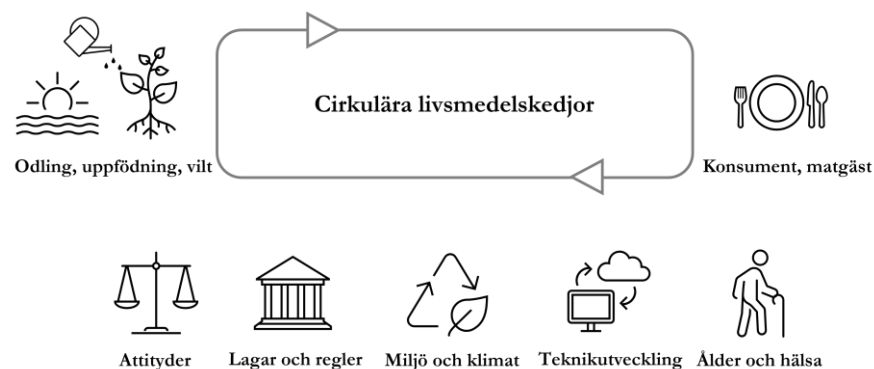 Cirkulära livsmedelskedjor
Odling, uppfödning, vilt
Konsument, matgäst
Attityder
Lagar och regler
Miljö och klimat
Teknikutveckling
Ålder och hälsa